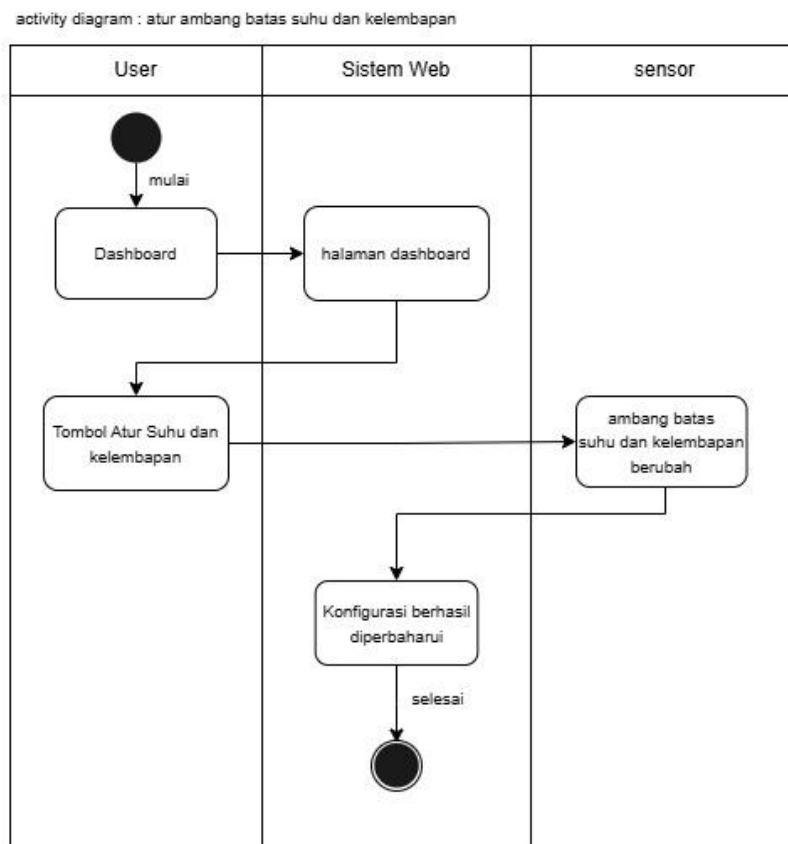 activity diagram : atur ambang batas suhu dan kelembapan
User
Sistem Web
sensor
mulai
Dashboard
halaman dashboard
Tombol Atur Suhu dan
kelembapan
ambang batas
suhu dan kelembapan
berubah
Konfigurasi berhasil
diperbaharui
selesai